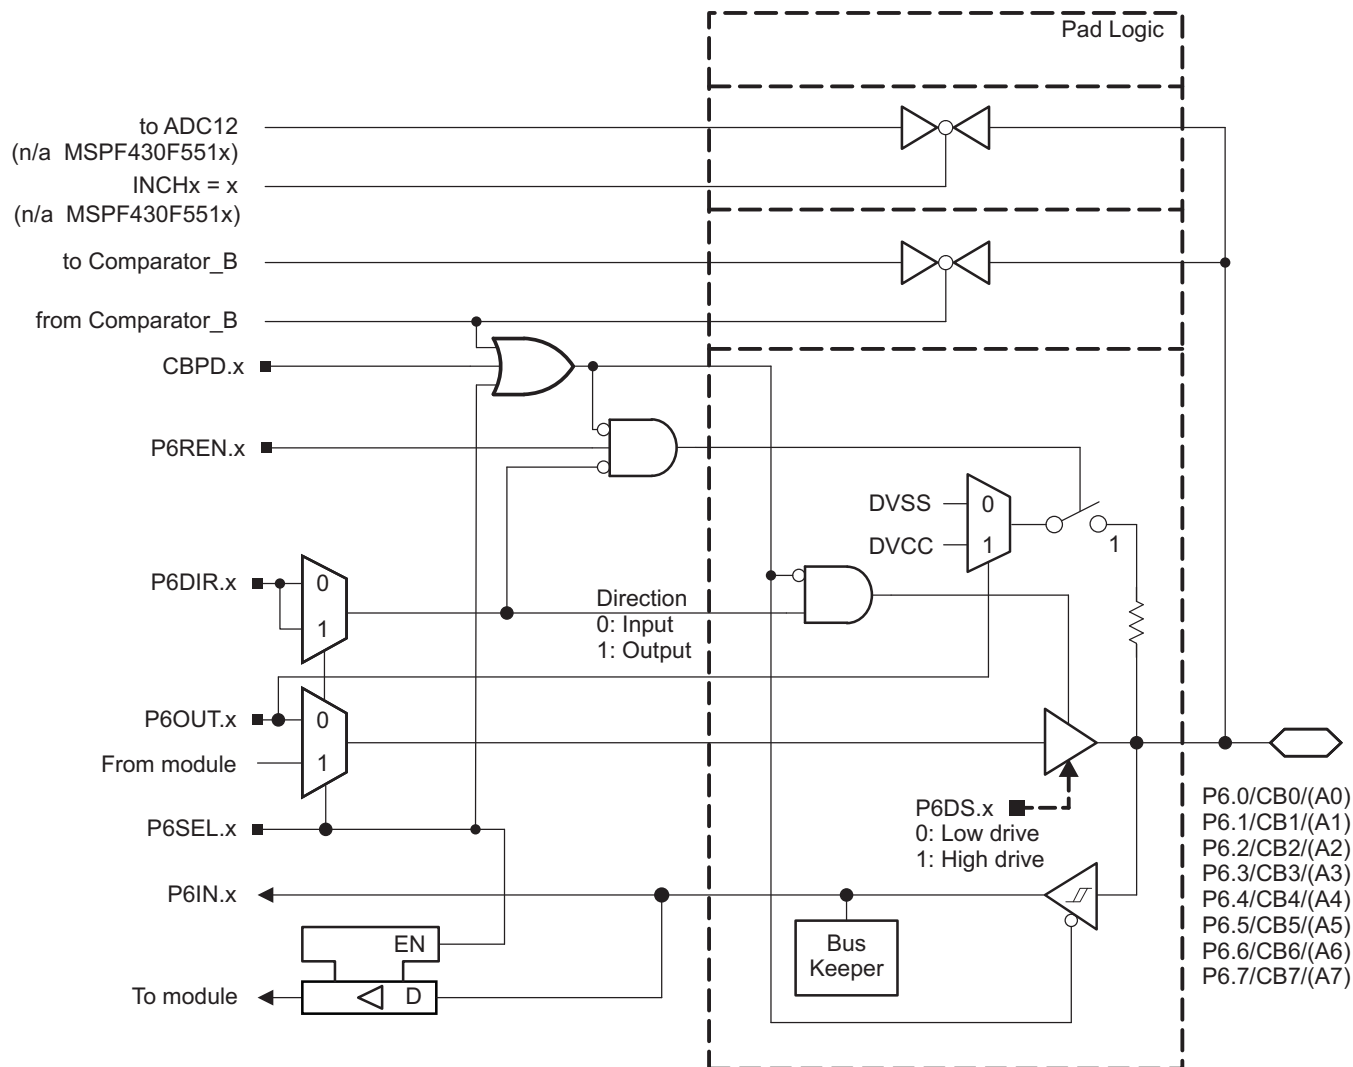 Pad Logic
to ADC12
(n/a MSPF430F551x)
INCHx = x
(n/a MSPF430F551x)
to Comparator_B
from Comparator_B
CBPD.x
P6REN.x
DVSS
0
DVCC
1
1
P6DIR.x
0
1
Direction
0: Input
1: Output
P6OUT.x
0
From module
1
P6DS.x
0: Low drive
1: High drive
P6SEL.x
P6IN.x
EN
Bus
Keeper
To module
D
P6.0/CB0/(A0)
P6.1/CB1/(A1)
P6.2/CB2/(A2)
P6.3/CB3/(A3)
P6.4/CB4/(A4)
P6.5/CB5/(A5)
P6.6/CB6/(A6)
P6.7/CB7/(A7)